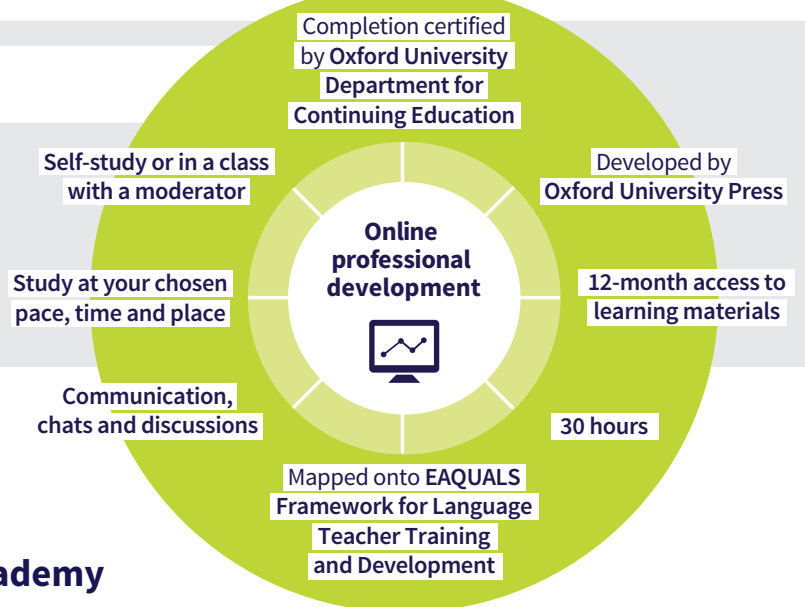 Completion certified
by Oxford University
Department for
Continuing Education
Self-study or in a class
with a moderator
Developed by
Oxford University Press
Online
professional
development
Study at your chosen
pace, time and place
12-month access to
learning materials
Communication,
chats and discussions
30 hours
Mapped onto EAQUALS
Framework for Language
Teacher Training
and Development